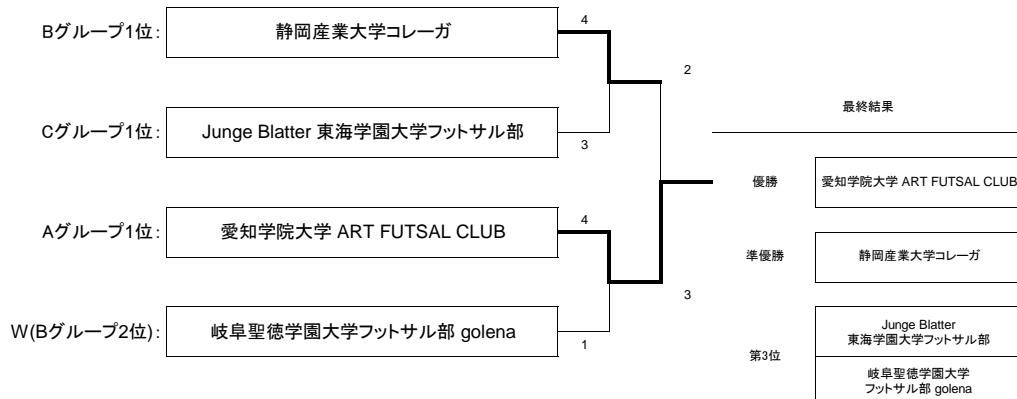 Bグループ1位:
静岡産業大学コレーガ
4
2
Cグループ1位:
Junge Blatter 東海学園大学フットサル部
3
Aグループ1位:
愛知学院大学 ART FUTSAL CLUB
4
3
W(Bグループ2位):
岐阜聖徳学園大学フットサル部 golena
1
最終結果
優勝
愛知学院大学 ART FUTSAL CLUB
準優勝
静岡産業大学コレーガ
第3位
Junge Blatter
東海学園大学フットサル部
岐阜聖徳学園大学
フットサル部 golena